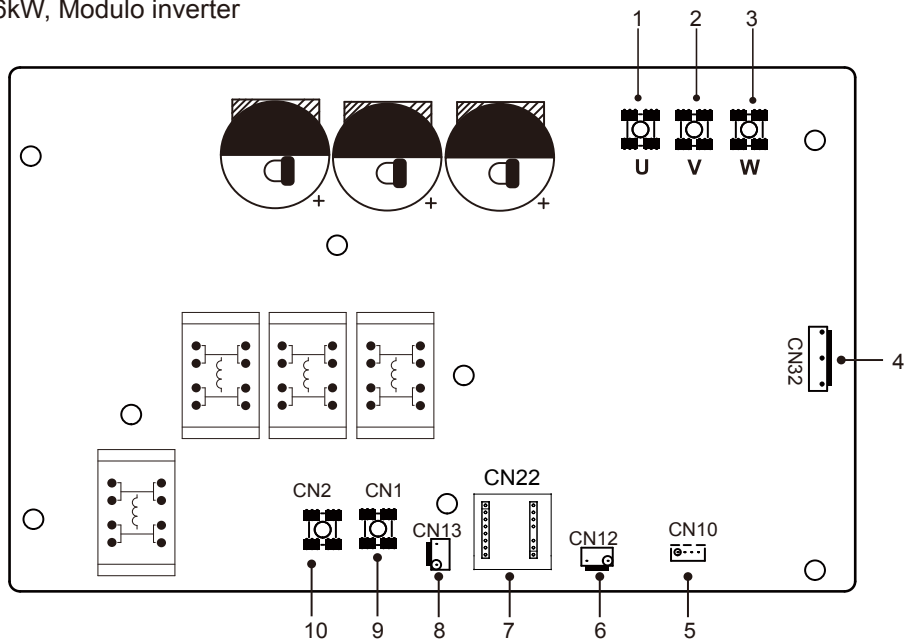 6kW, Modulo inverter
1 2 3
U V W
+ + +
CN32
4
CN22
CN2 CN1
CN13 CN12 CN10
10 9 8 7 6 5